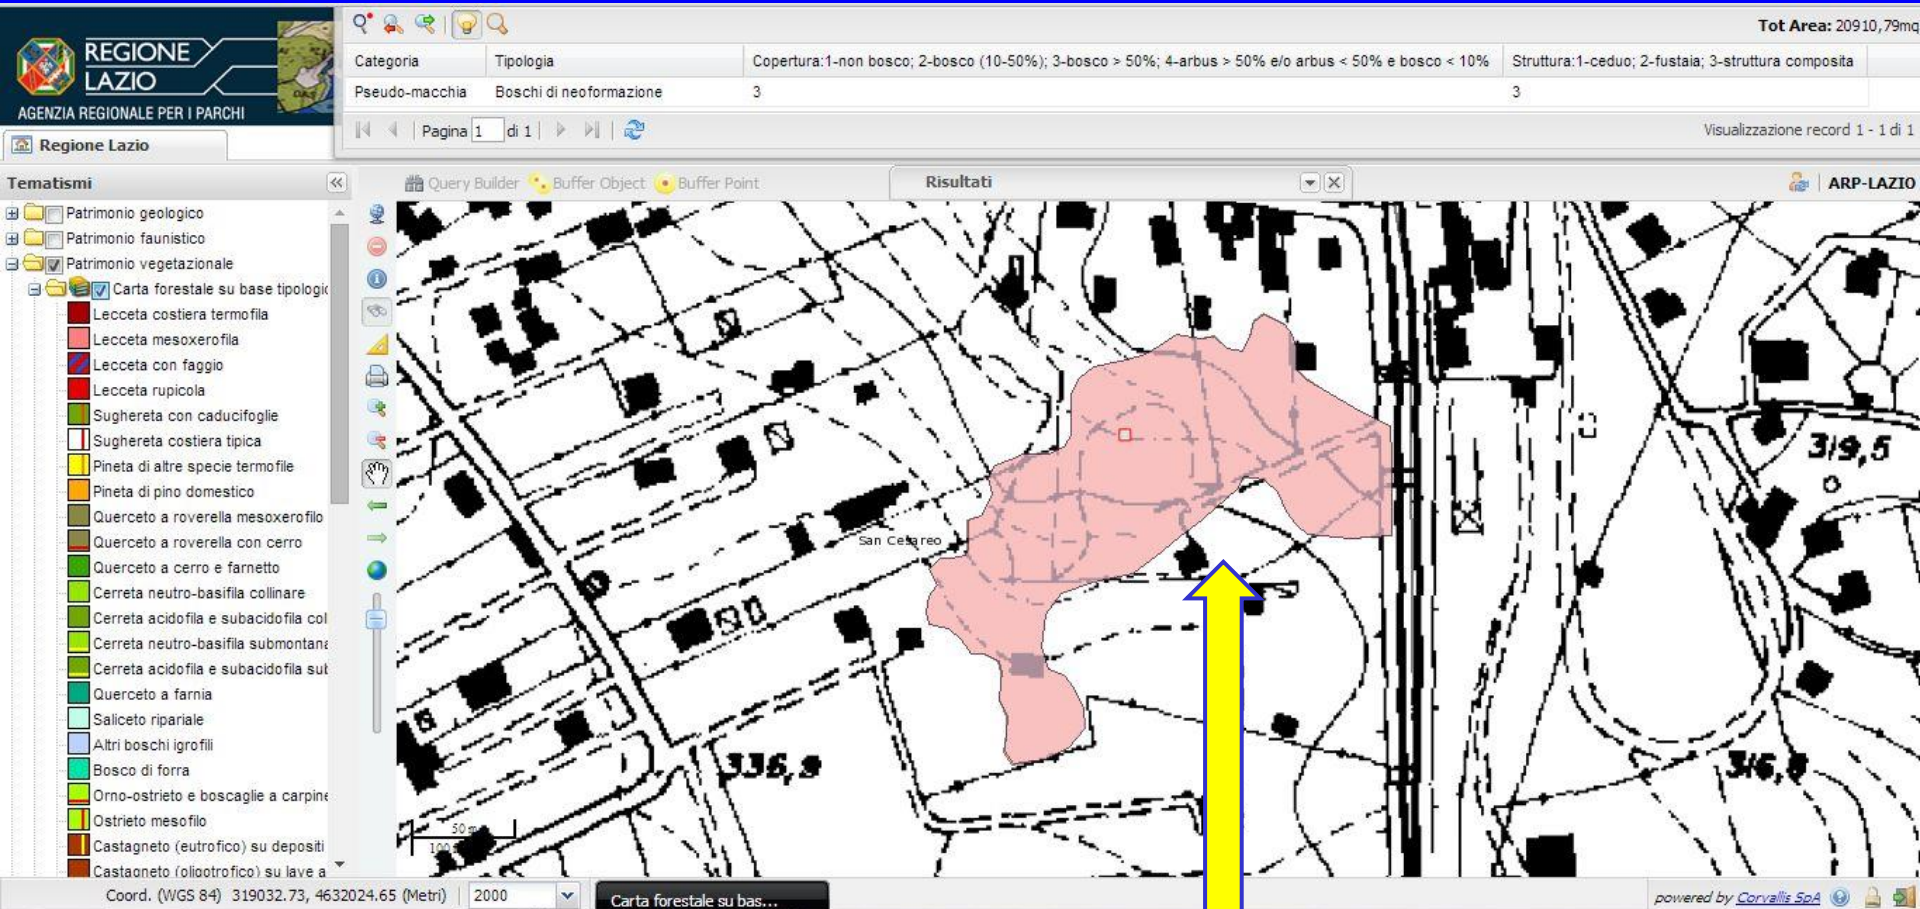 REGIONE
LAZIO
AGENZIA REGIONALE PER I PARCHI
Tot Area: 20910,79mq
Categoria Tipologia Copertura:1-non bosco; 2-bosco (10-50%); 3-bosco > 50%; 4-arbus > 50% e/o arbus < 50% e bosco < 10% Struttura:1-ceduo; 2-fustaia; 3-struttura composita
Pseudo-macchia Boschi di neoformazione 3 3
Pagina 1 di 1 Visualizzazione record 1 - 1 di 1
Regione Lazio
Tematismi
Query Builder Buffer Object Buffer Point
Risultati
ARP-LAZIO
Patrimonio geologico
Patrimonio faunistico
Patrimonio vegetazionale
Carta forestale su base tipologic
Lecceta costiera termofila
Lecceta mesoxerofila
Lecceta con faggio
Lecceta rupicola
Sughereta con caducifoglie
Sughereta costiera tipica
Pineta di altre specie termofile
Pineta di pino domestico
Querceto a roverella mesoxerofilo
Querceto a roverella con cerro
Querceto a cerro e farnetto
Cerreta neutro-basifila collinare
Cerreta acidofila e subacidofila col
Cerreta neutro-basifila submontana
Cerreta acidofila e subacidofila sub
Querceto a farnia
Saliceto ripariale
Altri boschi igrofili
Bosco di forra
Orno-ostrieto e boscaglie a carpine
Ostrieto mesofilo
Castagneto (eutrofico) su depositi
Castagneto (oligotrofico) su lave a
319,5
San Cesareo
336,9
50 m
100
Coord. (WGS 84) 319032.73, 4632024.65 (Metri) 2000
Carta forestale su bas...
powered by Corvallis SpA